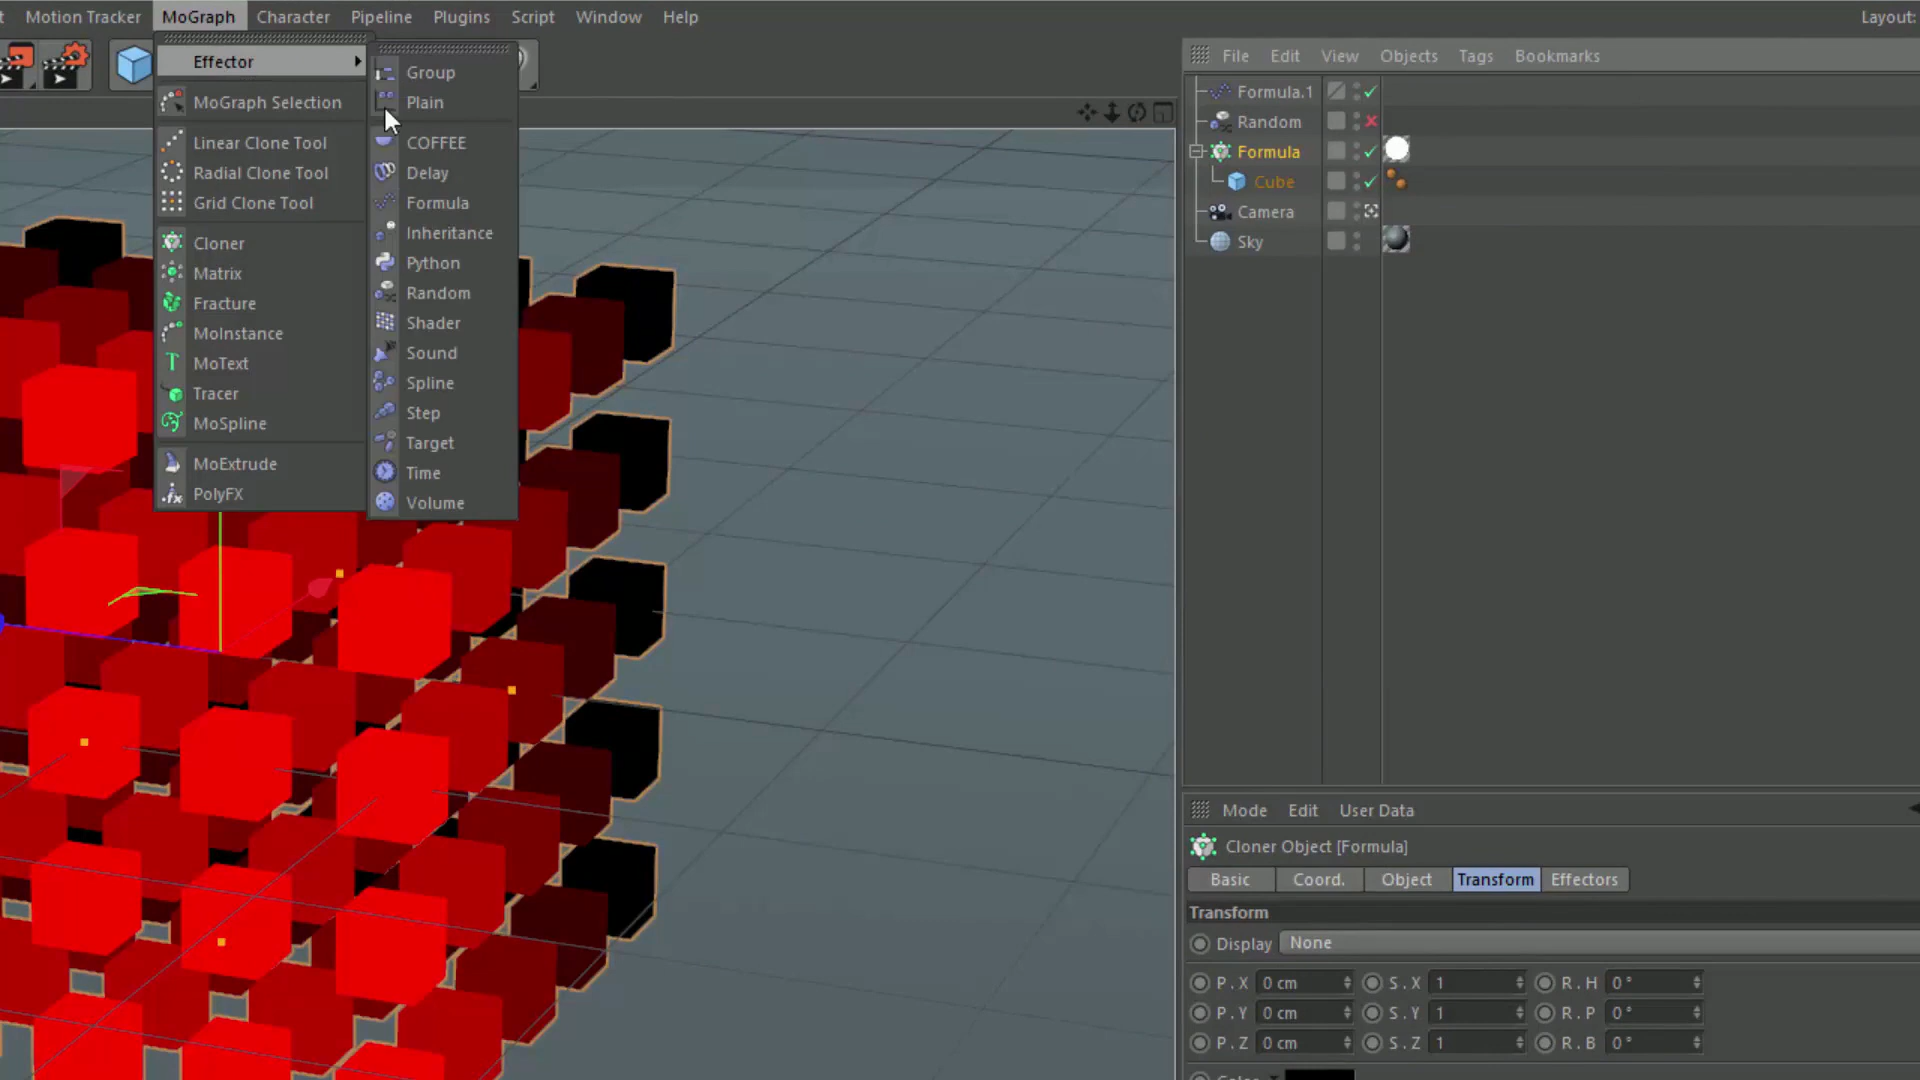 Motion Tracker MoGraph Character Pipeline Plugins Script Window Help Layout:
Effector
MoGraph Selection
Linear Clone Tool
Radial Clone Tool
Grid Clone Tool
Cloner
Matrix
Fracture
MoInstance
MoText
Tracer
MoSpline
MoExtrude
PolyFX
Group
Plain
COFFEE
Delay
Formula
Inheritance
Python
Random
Shader
Sound
Spline
Step
Target
Time
Volume
File Edit View Objects Tags Bookmarks
Formula.1
Random
Formula
Cube
Camera
Sky
Mode Edit User Data
Cloner Object [Formula]
Basic Coord. Object Transform Effectors
Transform
Display None
P . X 0 cm S . X 1 R . H 0 °
P . Y 0 cm S . Y 1 R . P 0 °
P . Z 0 cm S . Z 1 R . B 0 °